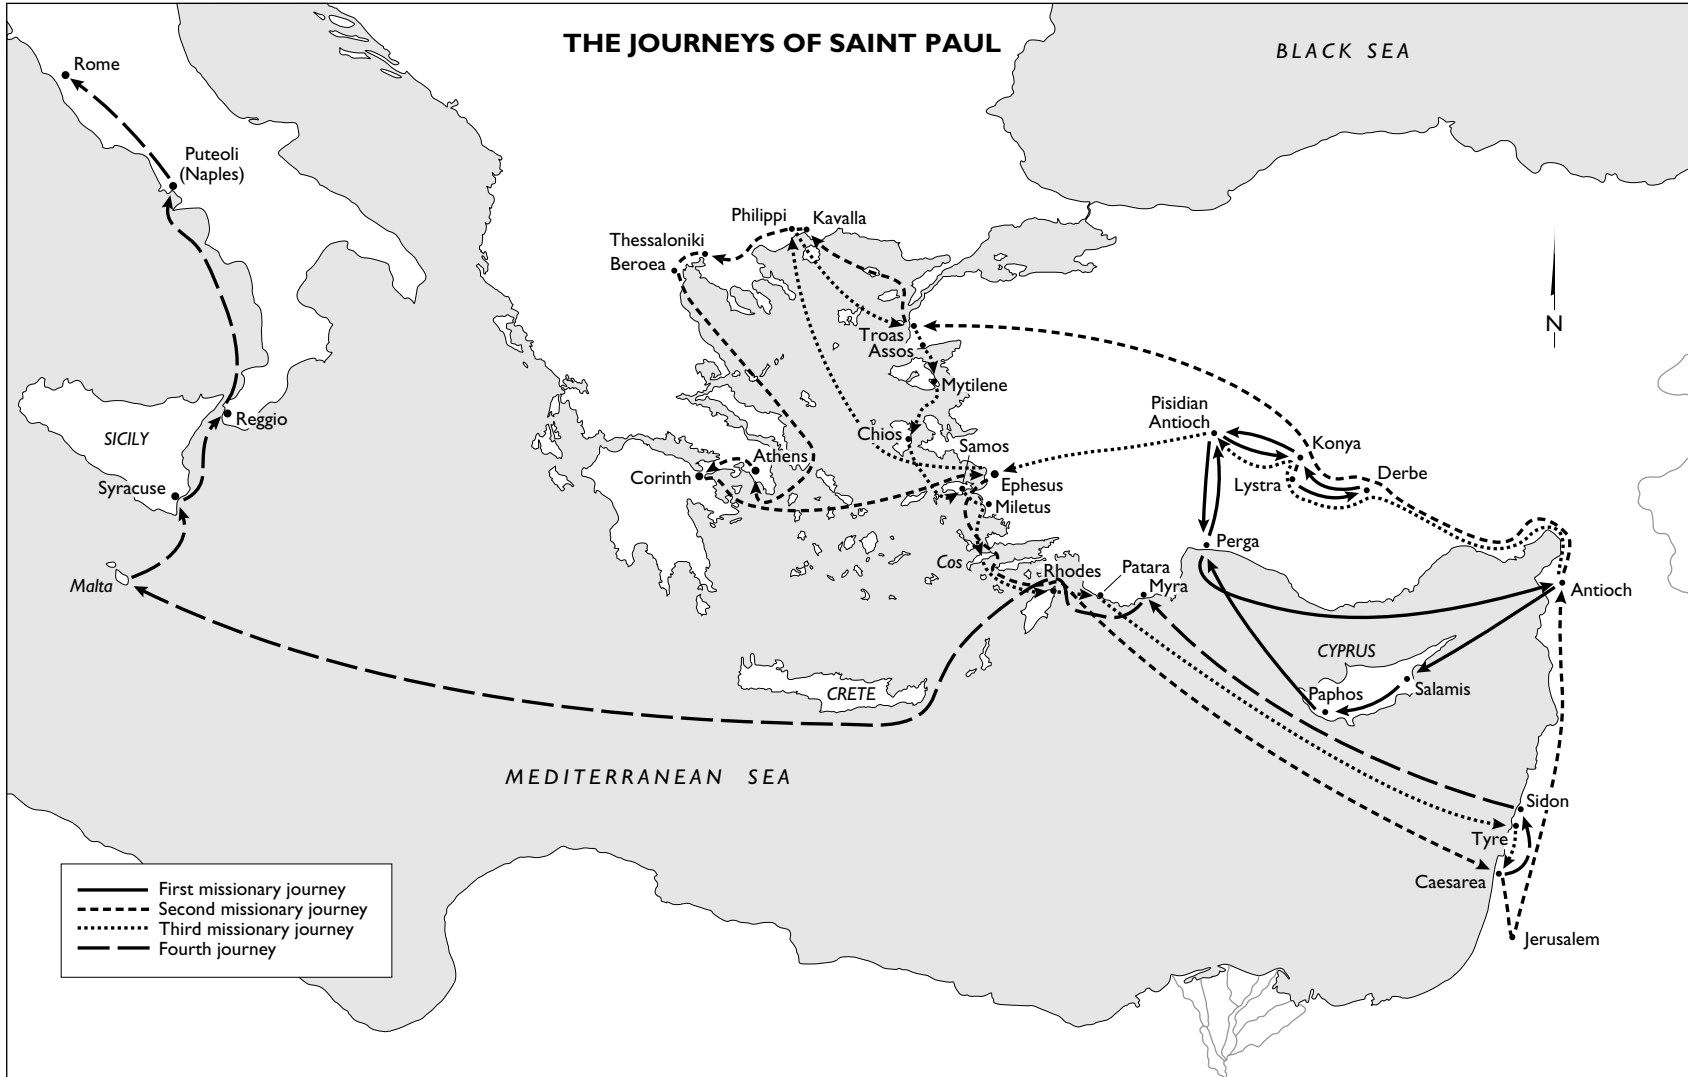 THE JOURNEYS OF SAINT PAUL
BLACK SEA
Rome
Puteoli
(Naples)
Philippi
Kavalla
Thessaloniki
Beroea
N
Troas
Assos
Mytilene
Pisidian
Antioch
Reggio
SICILY
Chios
Samos
Konya
Athens
Corinth
Derbe
Syracuse
Ephesus
Lystra
Miletus
Perga
Cos
Rhodes
Patara
Malta
Myra
Antioch
CYPRUS
CRETE
Paphos
Salamis
MEDITERRANEAN SEA
Sidon
Tyre
Caesarea
Jerusalem
First missionary journey
Second missionary journey
Third missionary journey
Fourth journey